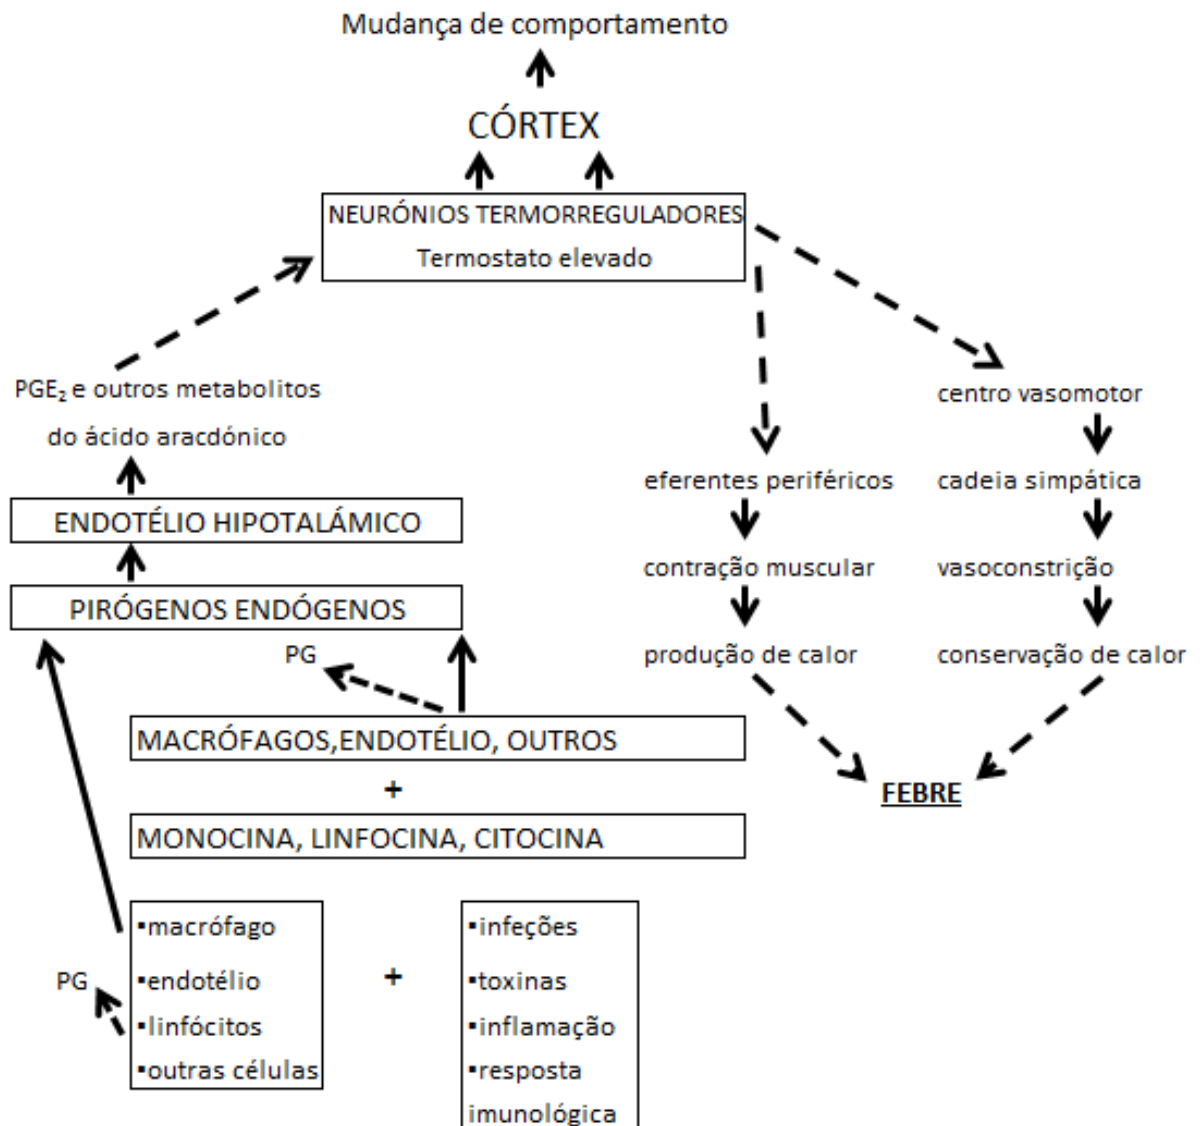 Mudança de comportamento
CÓRTEX
NEURÓNIOS TERMORREGULADORES
Termostato elevado
PGE₂ e outros metabolitos
do ácido aracdónico
centro vasomotor
eferentes periféricos
cadeia simpática
ENDOTÉLIO HIPOTALÁMICO
contração muscular
vasoconstrição
PIRÓGENOS ENDÓGENOS
PG
produção de calor
conservação de calor
MACRÓFAGOS,ENDOTÉLIO, OUTROS
+
FEBRE
MONOCINA, LINFOCINA, CITOCINA
▪macrófago
▪endotélio
▪linfócitos
▪outras células
PG
+
▪infeções
▪toxinas
▪inflamação
▪resposta
imunológica